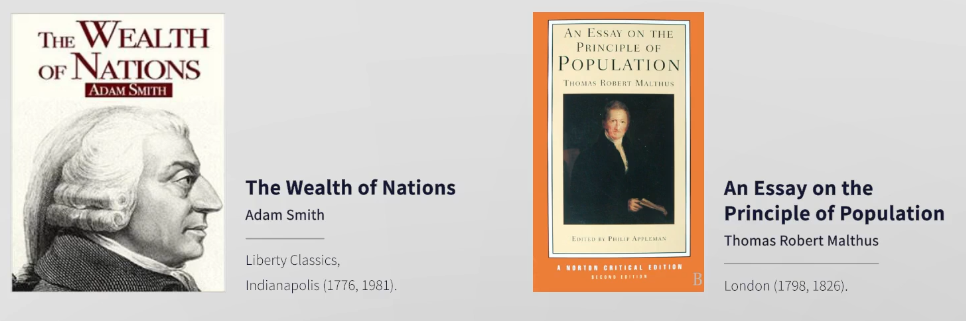 THE WEALTH
OF NATIONS
ADAM SMITH
The Wealth of Nations
Adam Smith
Liberty Classics,
Indianapolis (1776, 1981).
AN ESSAY ON THE
PRINCIPLE OF
POPULATION
THOMAS ROBERT MALTHUS
EDITED BY PHILIP APPLEMAN
A NORTON CRITICAL EDITION
SECOND EDITION
B
An Essay on the
Principle of Population
Thomas Robert Malthus
London (1798, 1826).